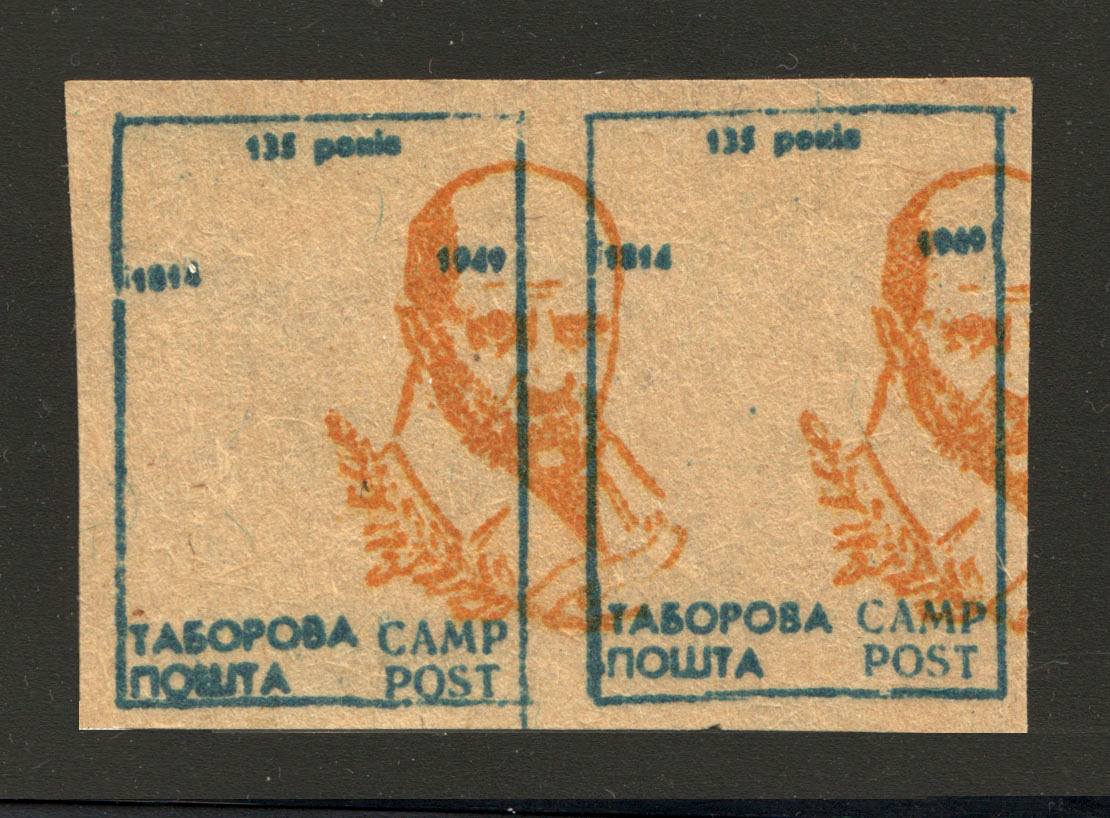 135 років
1814 1949
ТАБОРОВА CAMP
ПОШТА POST
135 років
1814 1949
ТАБОРОВА CAMP
ПОШТА POST